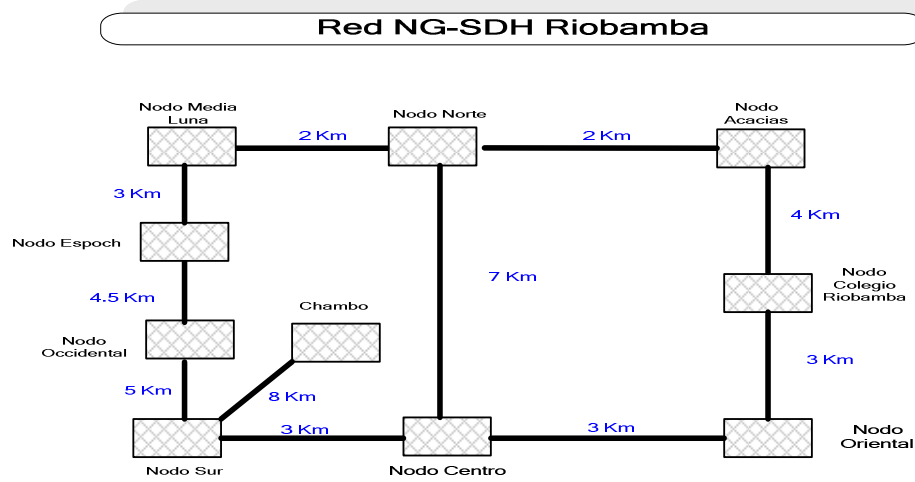 Red NG-SDH Riobamba
Nodo Media
Luna
Nodo Norte
Nodo
Acacias
2 Km
2 Km
3 Km
4 Km
Nodo Espoch
7 Km
Nodo
Colegio
Riobamba
4.5 Km
Chambo
Nodo
Occidental
3 Km
5 Km
8 Km
3 Km
3 Km
Nodo
Oriental
Nodo Sur
Nodo Centro